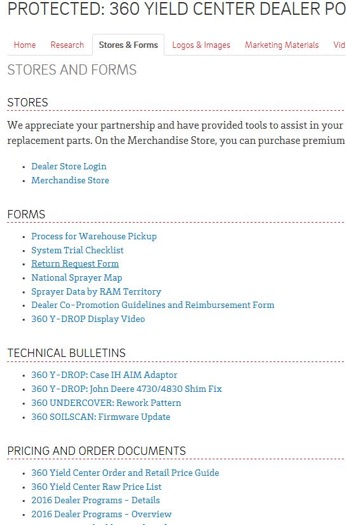 PROTECTED: 360 YIELD CENTER DEALER PO
Home Research Stores & Forms Logos & Images Marketing Materials Vid
STORES AND FORMS
STORES
We appreciate your partnership and have provided tools to assist in your
replacement parts. On the Merchandise Store, you can purchase premium
• Dealer Store Login
• Merchandise Store
FORMS
• Process for Warehouse Pickup
• System Trial Checklist
• Return Request Form
• National Sprayer Map
• Sprayer Data by RAM Territory
• Dealer Co-Promotion Guidelines and Reimbursement Form
• 360 Y-DROP Display Video
TECHNICAL BULLETINS
• 360 Y-DROP: Case IH AIM Adaptor
• 360 Y-DROP: John Deere 4730/4830 Shim Fix
• 360 UNDERCOVER: Rework Pattern
• 360 SOILSCAN: Firmware Update
PRICING AND ORDER DOCUMENTS
• 360 Yield Center Order and Retail Price Guide
• 360 Yield Center Raw Price List
• 2016 Dealer Programs - Details
• 2016 Dealer Programs - Overview